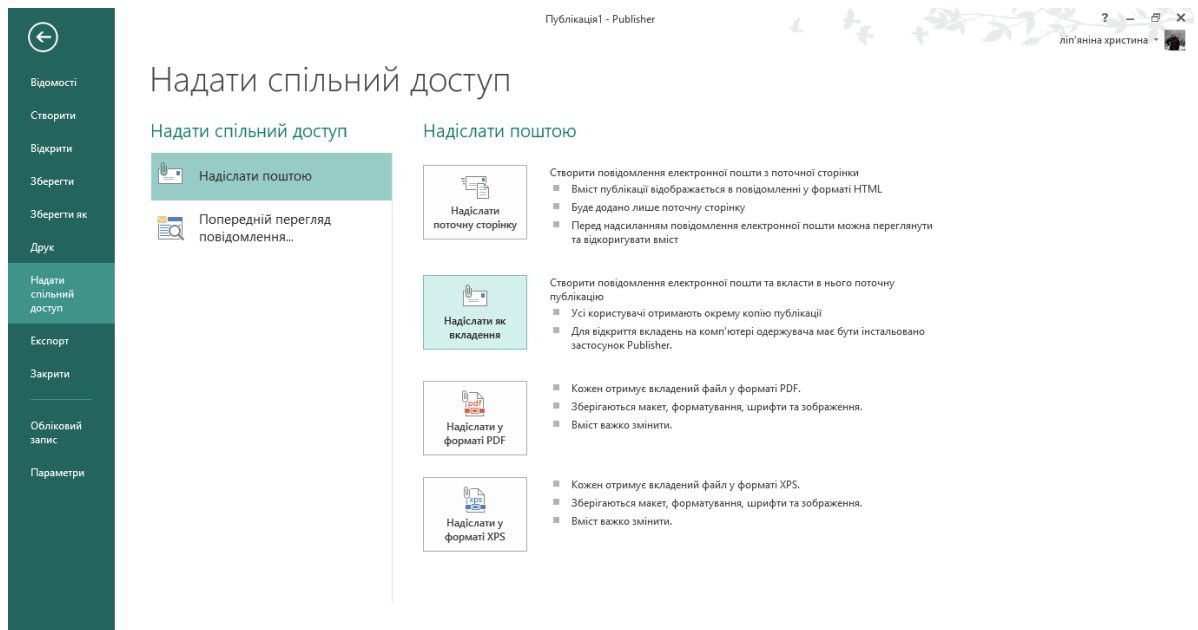 Публікація1 - Publisher
? – ✕
ліп'яніна христина
Відомості
Створити
Відкрити
Зберегти
Зберегти як
Друк
Надати
спільний
доступ
Експорт
Закрити
Обліковий
запис
Параметри
Надати спільний доступ
Надати спільний доступ
Надіслати поштою
Попередній перегляд
повідомлення...
Надіслати поштою
Надіслати
поточну сторінку
Створити повідомлення електронної пошти з поточної сторінки
Вміст публікації відображається в повідомленні у форматі HTML
Буде додано лише поточну сторінку
Перед надсиланням повідомлення електронної пошти можна переглянути
та відкоригувати вміст
Надіслати як
вкладення
Створити повідомлення електронної пошти та вкласти в нього поточну
публікацію
Усі користувачі отримають окрему копію публікації
Для відкриття вкладень на комп'ютері одержувача має бути інстальовано
застосунок Publisher.
pdf
Надіслати у
форматі PDF
Кожен отримує вкладений файл у форматі PDF.
Зберігаються макет, форматування, шрифти та зображення.
Вміст важко змінити.
xps
Надіслати у
форматі XPS
Кожен отримує вкладений файл у форматі XPS.
Зберігаються макет, форматування, шрифти та зображення.
Вміст важко змінити.